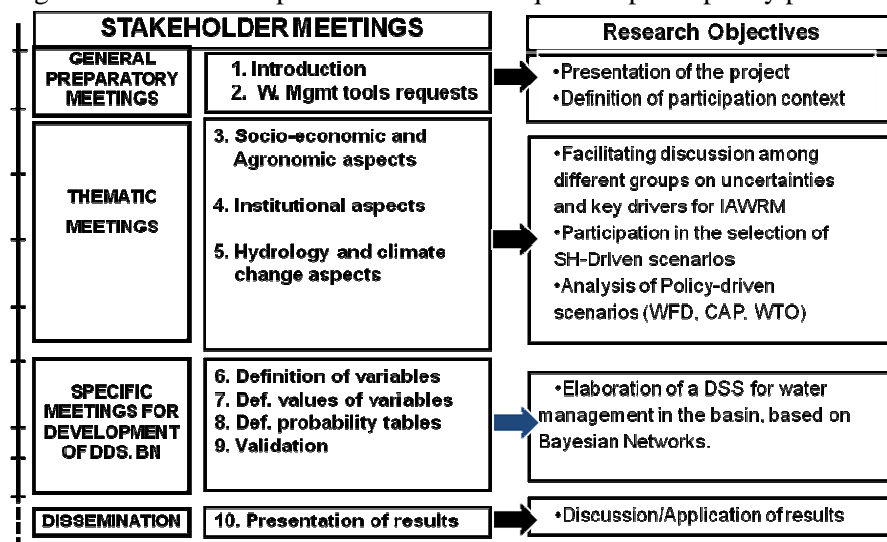 STAKEHOLDER MEETINGS
Research Objectives
GENERAL
PREPARATORY
MEETINGS
1. Introduction
2. W. Mgmt tools requests
•Presentation of the project
•Definition of participation context
THEMATIC
MEETINGS
3. Socio-economic and
Agronomic aspects
4. Institutional aspects
5. Hydrology and climate
change aspects
•Facilitating discussion among
different groups on uncertainties
and key drivers for IAWRM
•Participation in the selection of
SH-Driven scenarios
•Analysis of Policy-driven
scenarios (WFD, CAP, WTO)
SPECIFIC
MEETINGS FOR
DEVELOPMENT
OF DDS. BN
6. Definition of variables
7. Def. values of variables
8. Def. probability tables
9. Validation
•Elaboration of a DSS for water
management in the basin, based on
Bayesian Networks.
DISSEMINATION
10. Presentation of results
•Discussion/Application of results